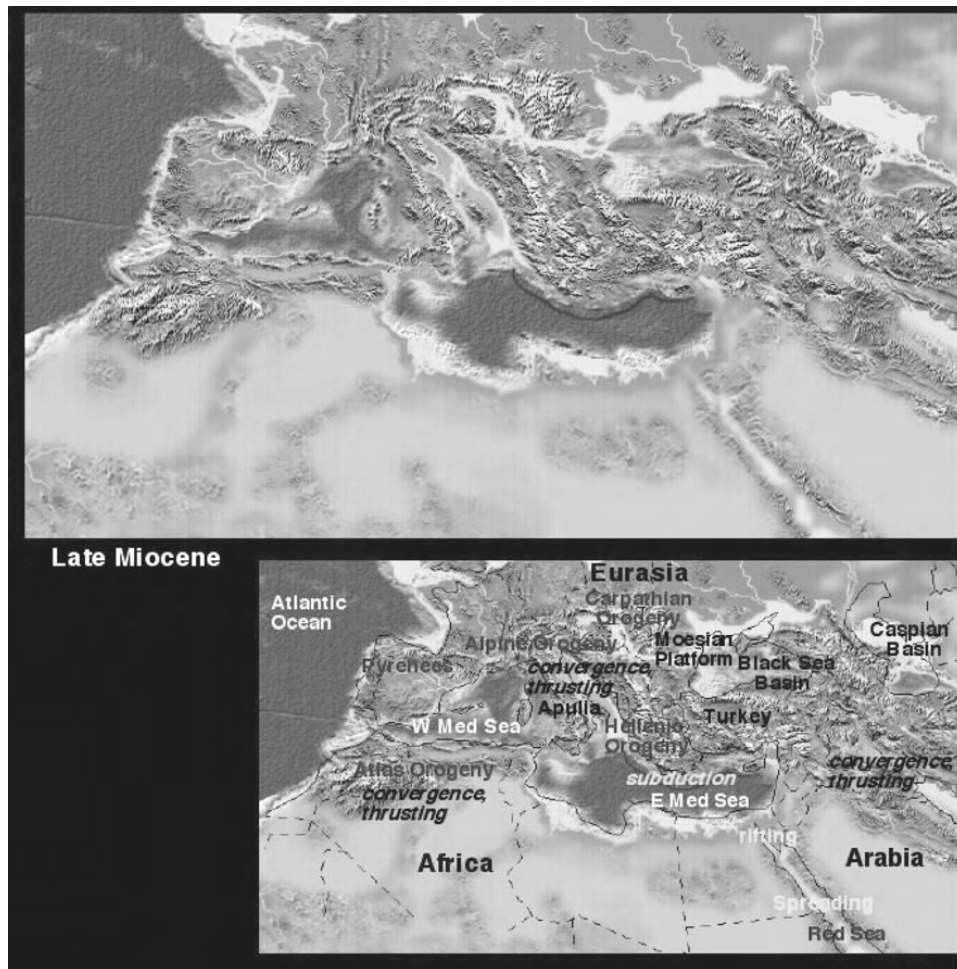 Late Miocene
Eurasia
Atlantic
Ocean
Carpathian
Orogeny
Caspian
Basin
Moesian
Platform
Alpine Orogeny
Pyrenees
convergence,
thrusting
Black Sea
Basin
Apulia
Turkey
W Med Sea
Hellenic
Orogeny
convergence,
thrusting
Atlas Orogeny
subduction
convergence,
thrusting
E Med Sea
rifting
Africa
Arabia
Spreading
Red Sea